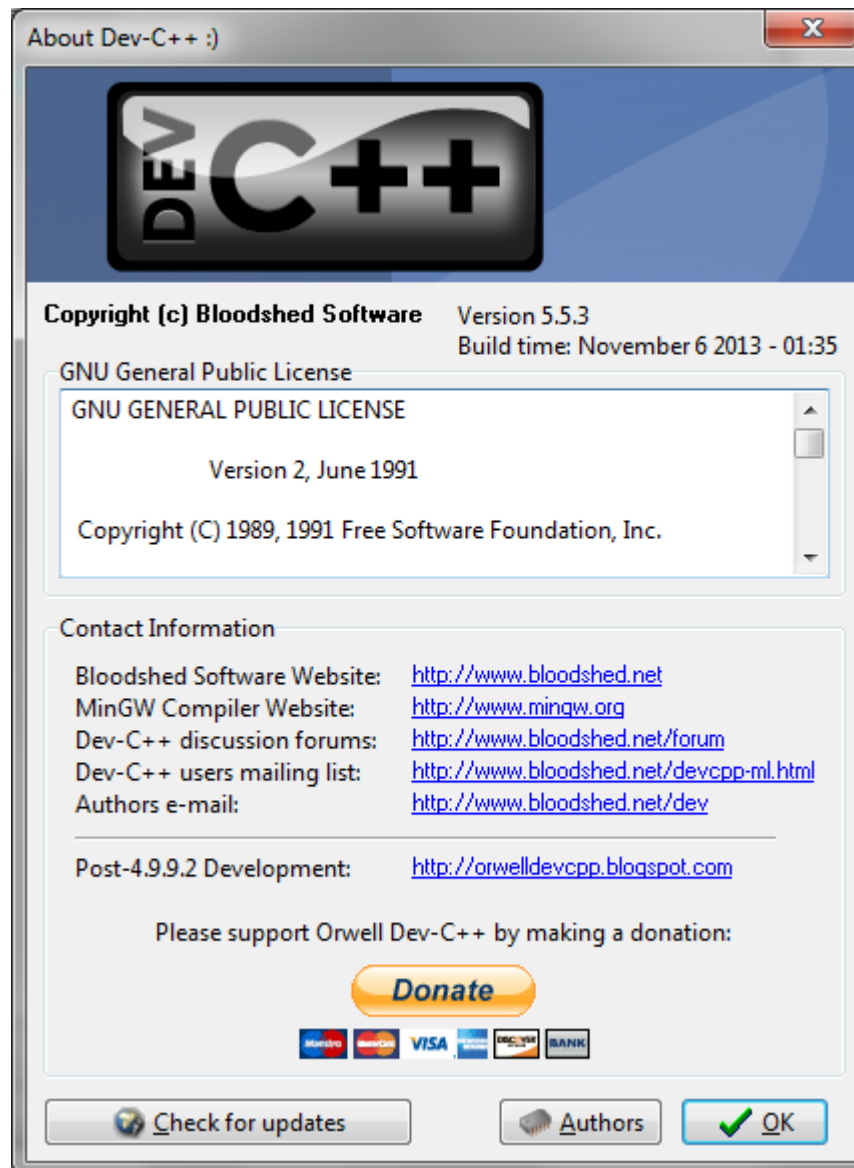 About Dev-C++ :)
DEV C++
Copyright (c) Bloodshed Software
Version 5.5.3
Build time: November 6 2013 - 01:35
GNU General Public License
GNU GENERAL PUBLIC LICENSE
Version 2, June 1991
Copyright (C) 1989, 1991 Free Software Foundation, Inc.
Contact Information
Bloodshed Software Website: http://www.bloodshed.net
MinGW Compiler Website: http://www.mingw.org
Dev-C++ discussion forums: http://www.bloodshed.net/forum
Dev-C++ users mailing list: http://www.bloodshed.net/devcpp-ml.html
Authors e-mail: http://www.bloodshed.net/dev
Post-4.9.9.2 Development: http://orwelldevcpp.blogspot.com
Please support Orwell Dev-C++ by making a donation:
Donate
Maestro MasterCard VISA DISCOVER BANK
Check for updates Authors OK